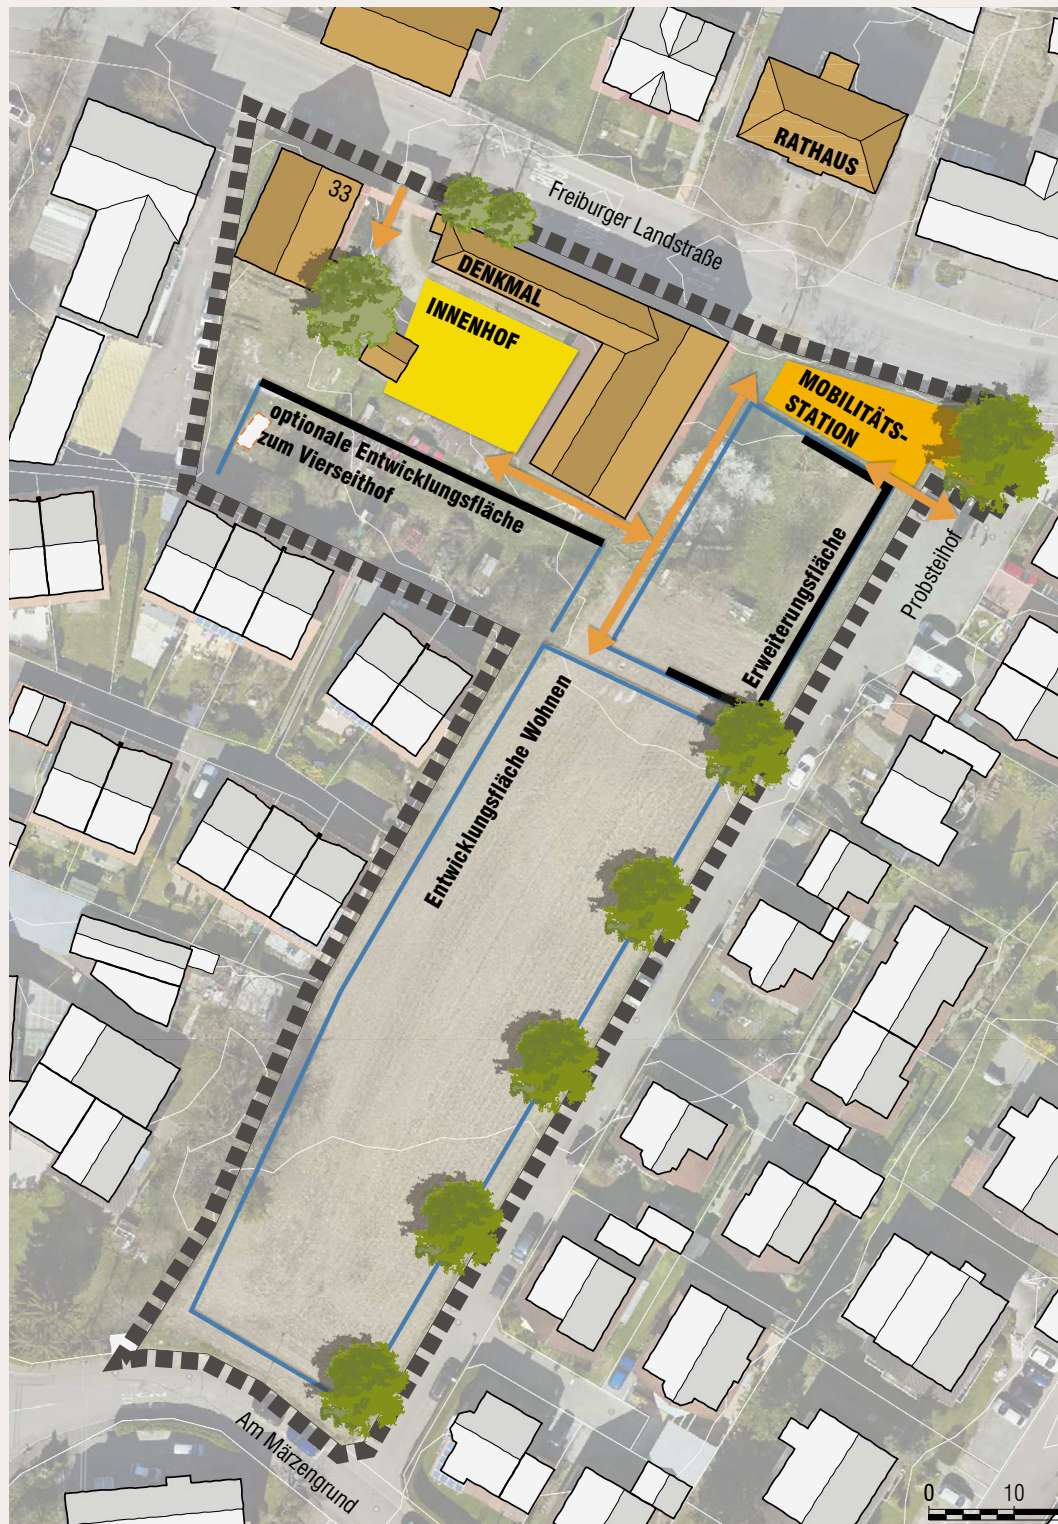 RATHAUS
33
Freiburger Landstraße
DENKMAL
INNENHOF
MOBILITÄTS-
STATION
optionale Entwicklungsfläche
zum Vierseithof
Erweiterungsfläche
Probsteihof
Entwicklungsfläche Wohnen
Am Märzengrund
0 10